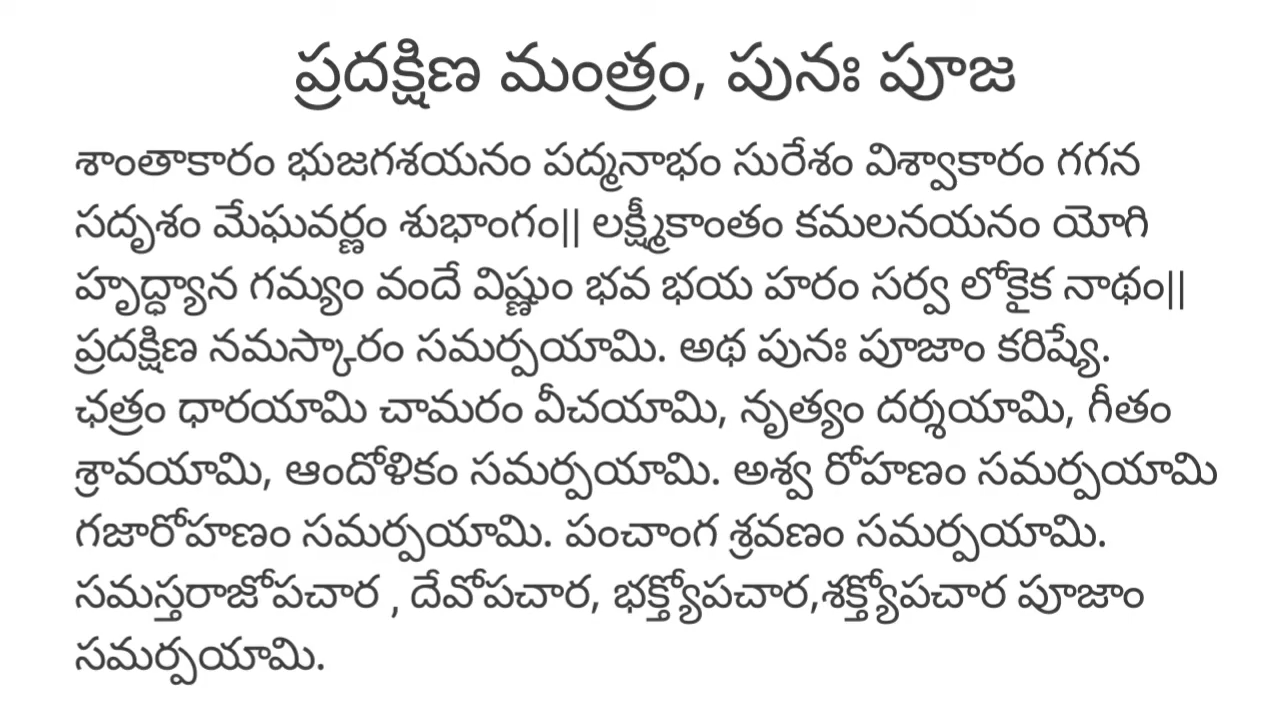 ప్రదక్షిణ మంత్రం, పునః పూజ
శాంతాకారం భుజగశయనం పద్మనాభం సురేశం విశ్వాకారం గగన
సదృశం మేఘవర్ణం శుభాంగం|| లక్ష్మీకాంతం కమలనయనం యోగి
హృద్ధ్యాన గమ్యం వందే విష్ణుం భవ భయ హరం సర్వ లోకైక నాథం||
ప్రదక్షిణ నమస్కారం సమర్పయామి. అథ పునః పూజాం కరిష్యే.
ఛత్రం ధారయామి చామరం వీచయామి, నృత్యం దర్శయామి, గీతం
శ్రావయామి, ఆందోళికం సమర్పయామి. అశ్వ రోహణం సమర్పయామి
గజారోహణం సమర్పయామి. పంచాంగ శ్రవణం సమర్పయామి.
సమస్తరాజోపచార , దేవోపచార, భక్త్యోపచార,శక్త్యోపచార పూజాం
సమర్పయామి.